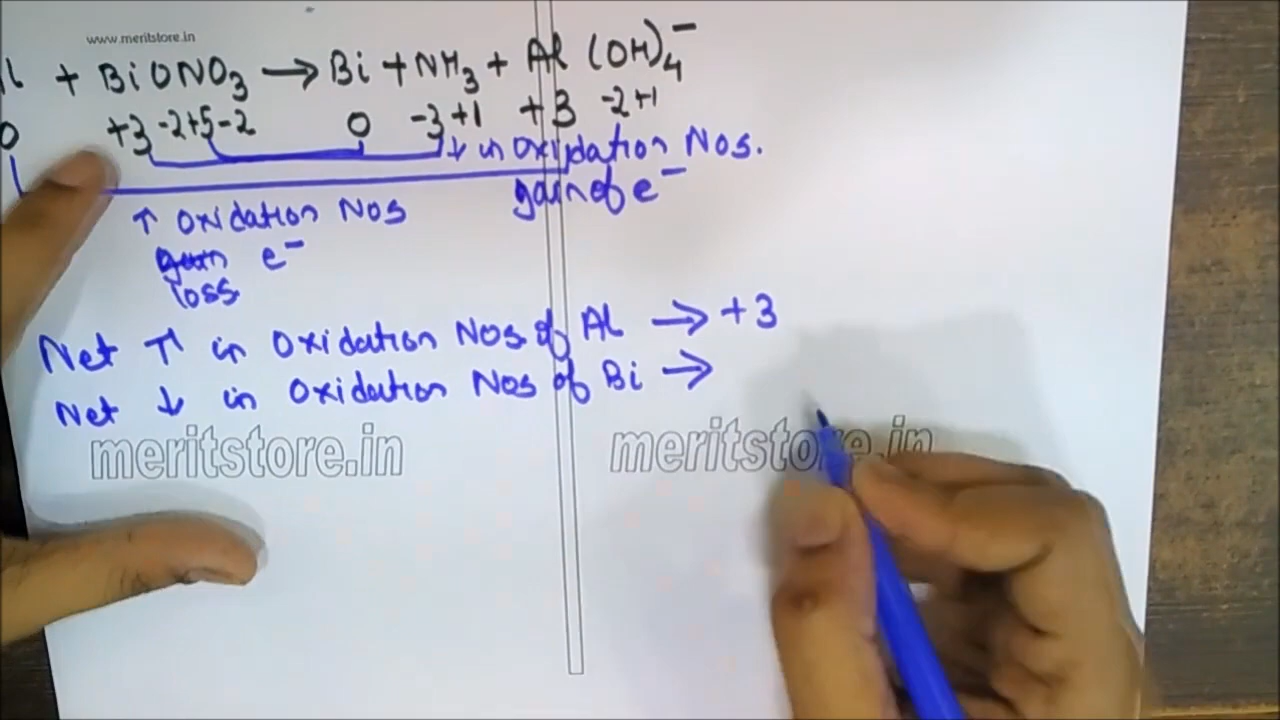 www.meritstore.in
l + BiONO3 → Bi + NH3 + Al (OH)4−
0 +3 -2+5-2 0 -3+1 +3 -2+1
↓ in oxidation Nos.
gain of e−
↑ oxidation Nos
gain e−
loss
Net ↑ in oxidation Nos of Al → +3
Net ↓ in oxidation Nos of Bi →
meritstore.in meritstore.in